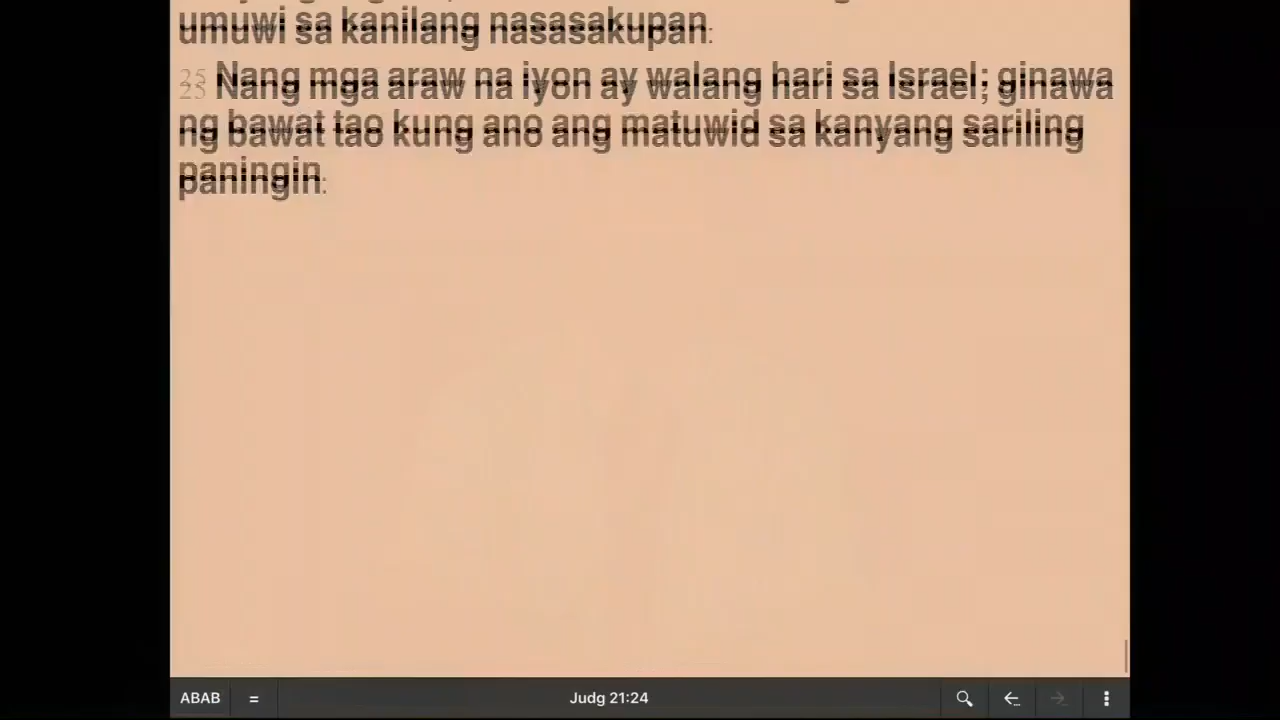 umuwi sa kanilang nasasakupan.
25 Nang mga araw na iyon ay walang hari sa Israel; ginawa
ng bawat tao kung ano ang matuwid sa kanyang sariling
paningin.
ABAB = Judg 21:24